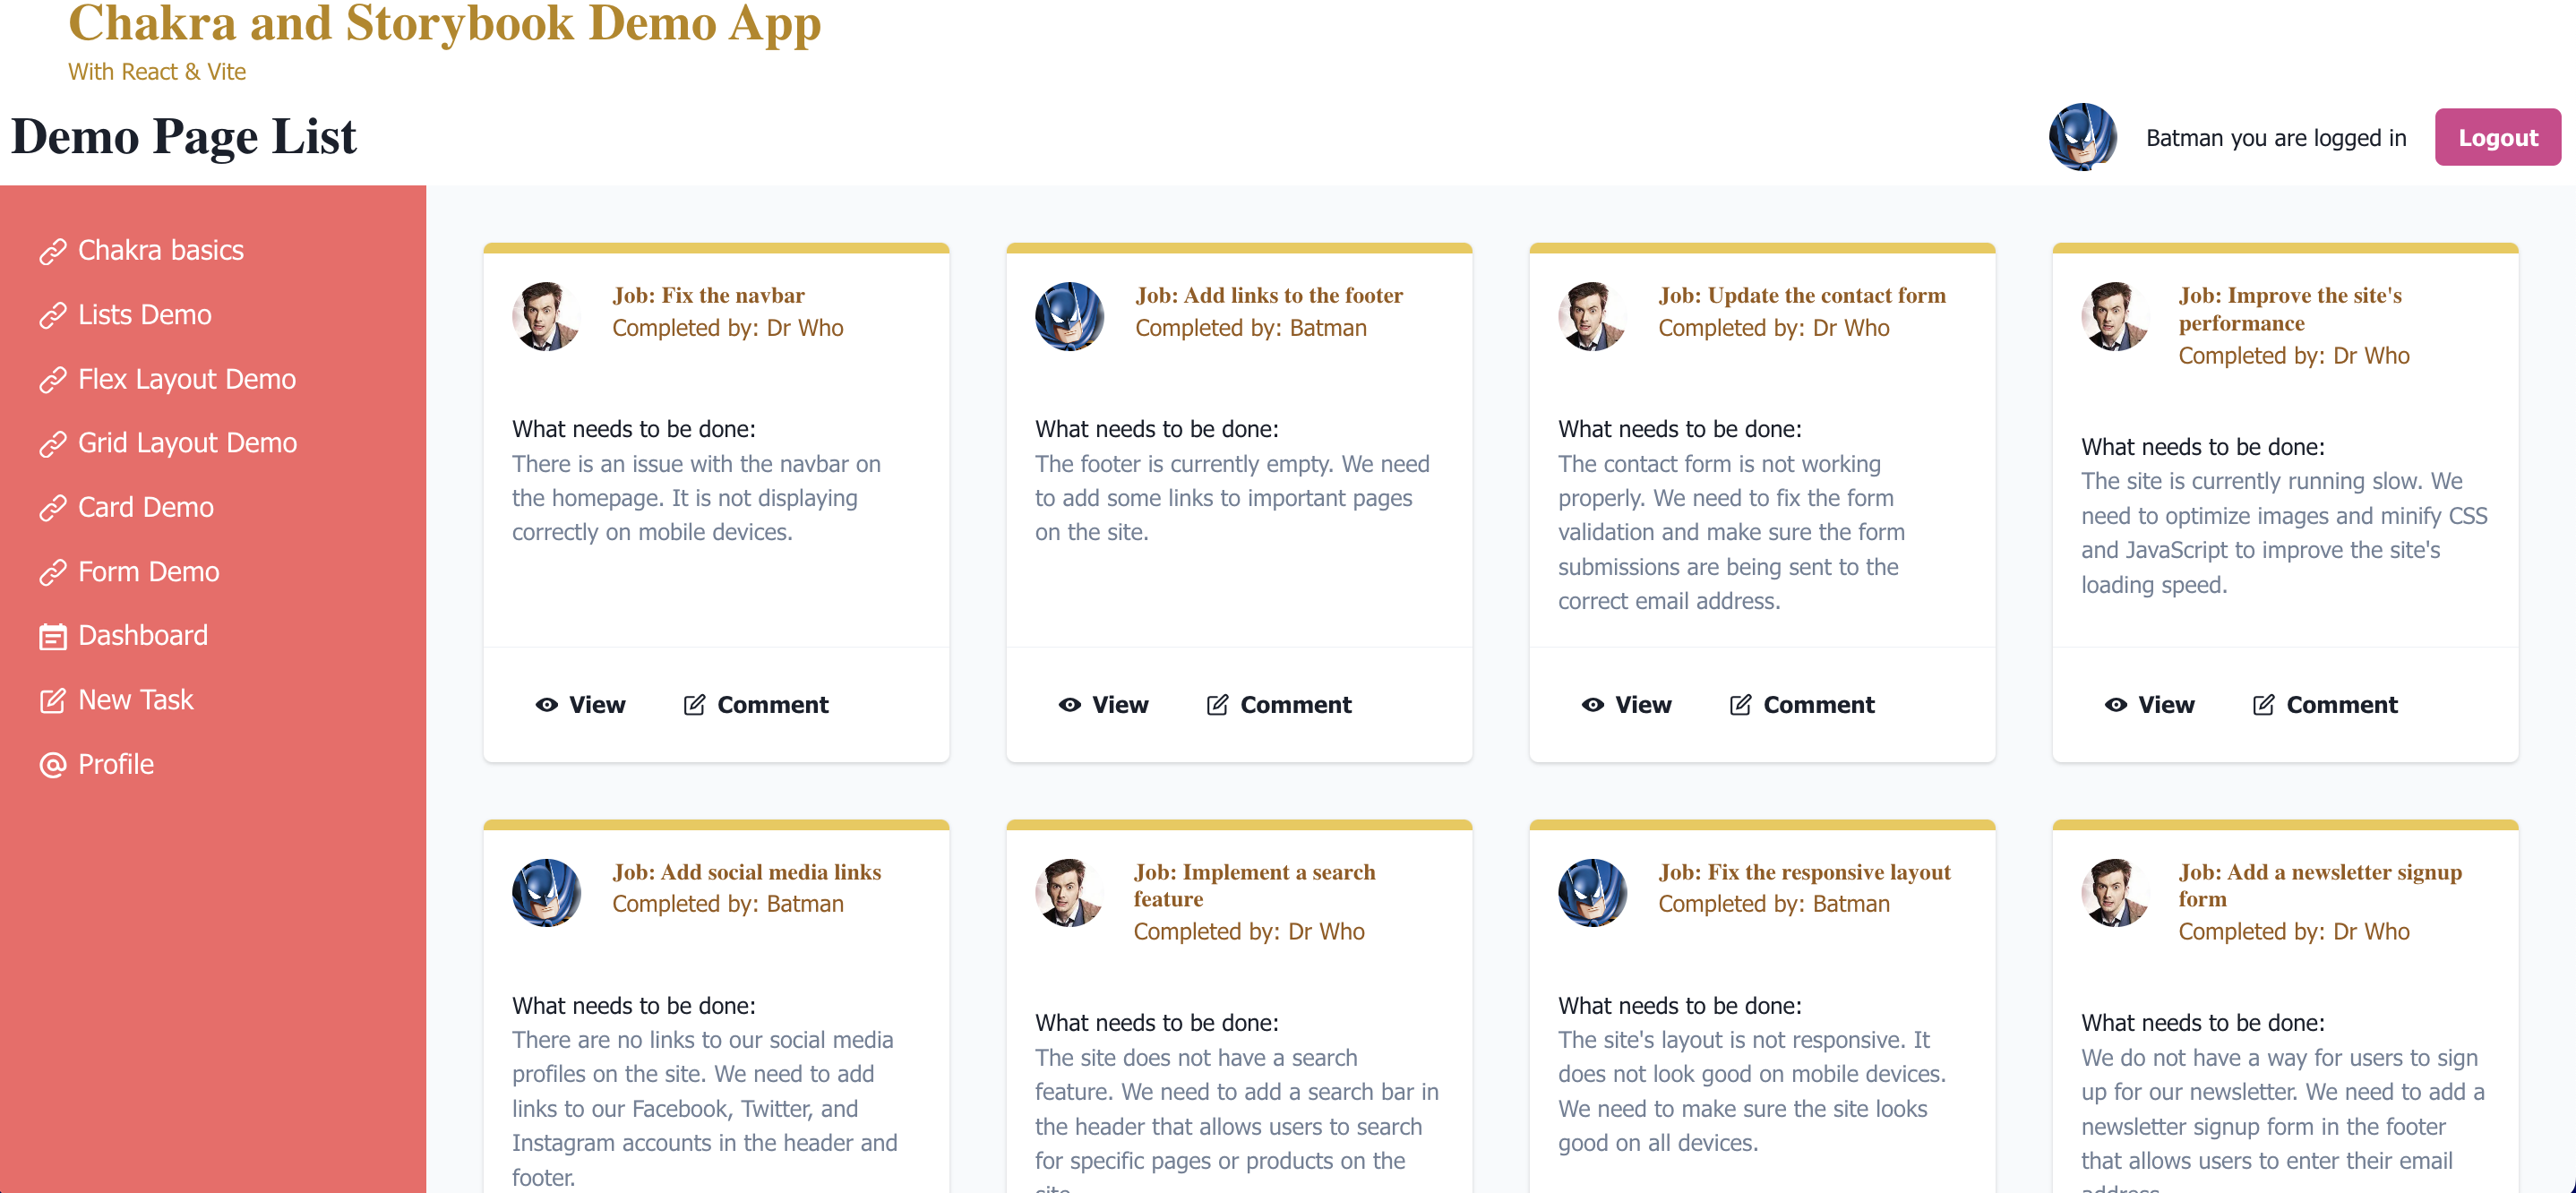 Chakra and Storybook Demo App
With React & Vite
Demo Page List
Batman you are logged in
Logout
Chakra basics
Lists Demo
Flex Layout Demo
Grid Layout Demo
Card Demo
Form Demo
Dashboard
New Task
Profile
Job: Fix the navbar
Completed by: Dr Who
What needs to be done:
There is an issue with the navbar on
the homepage. It is not displaying
correctly on mobile devices.
View
Comment
Job: Add links to the footer
Completed by: Batman
What needs to be done:
The footer is currently empty. We need
to add some links to important pages
on the site.
View
Comment
Job: Update the contact form
Completed by: Dr Who
What needs to be done:
The contact form is not working
properly. We need to fix the form
validation and make sure the form
submissions are being sent to the
correct email address.
View
Comment
Job: Improve the site's
performance
Completed by: Dr Who
What needs to be done:
The site is currently running slow. We
need to optimize images and minify CSS
and JavaScript to improve the site's
loading speed.
View
Comment
Job: Add social media links
Completed by: Batman
What needs to be done:
There are no links to our social media
profiles on the site. We need to add
links to our Facebook, Twitter, and
Instagram accounts in the header and
footer.
Job: Implement a search
feature
Completed by: Dr Who
What needs to be done:
The site does not have a search
feature. We need to add a search bar in
the header that allows users to search
for specific pages or products on the
Job: Fix the responsive layout
Completed by: Batman
What needs to be done:
The site's layout is not responsive. It
does not look good on mobile devices.
We need to make sure the site looks
good on all devices.
Job: Add a newsletter signup
form
Completed by: Dr Who
What needs to be done:
We do not have a way for users to sign
up for our newsletter. We need to add a
newsletter signup form in the footer
that allows users to enter their email